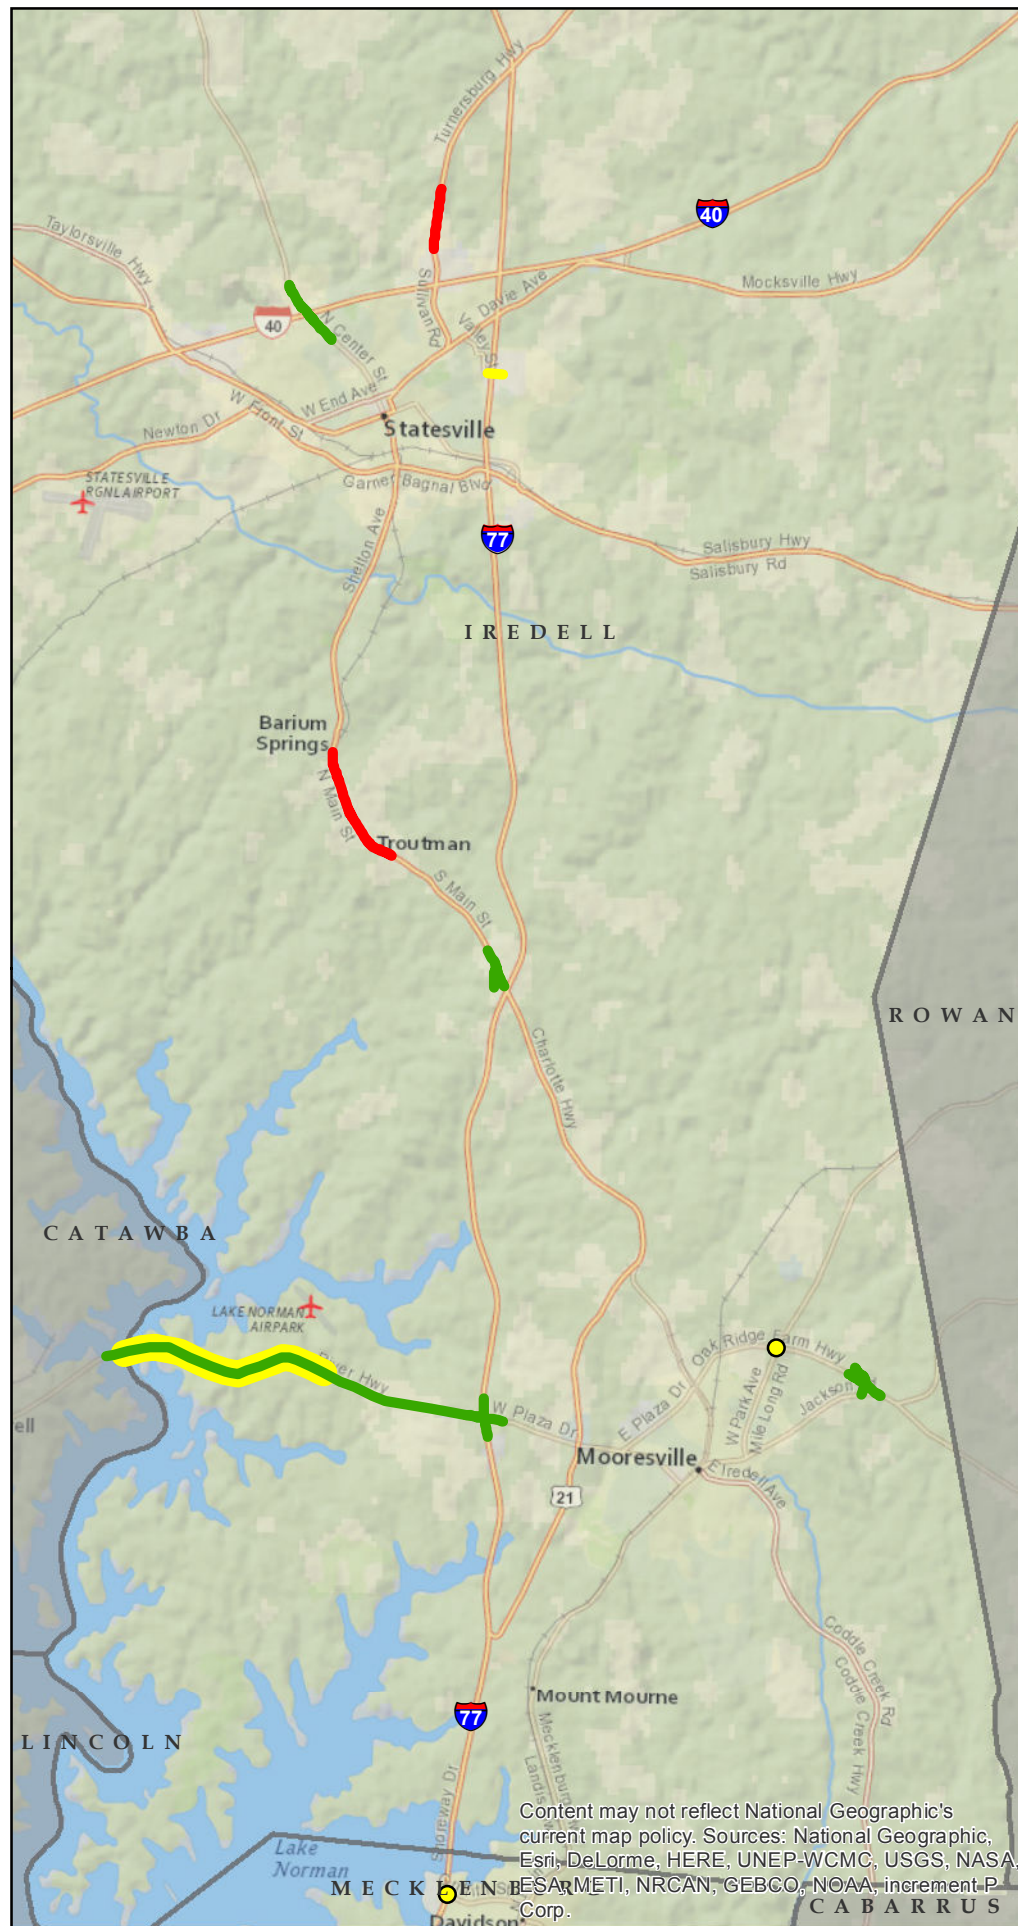 Turnersburg Hwy
40
Taylorsville Hwy
Mocksville Hwy
Sullivan Rd
Davie Ave
40
N Center St
Valley St
W End Ave
W Front St
Newton Dr
Statesville
STATESVILLE
RGNLAIRPORT
Garner Bagnal Blvd
77
Shelton Ave
Salisbury Hwy
Salisbury Rd
IREDELL
Barium
Springs
N Main St
Troutman
S Main St
ROWAN
Charlotte Hwy
CATAWBA
LAKE NORMAN
AIRPARK
Oak Ridge Farm Hwy
River Hwy
W Park Ave
Mile Long Rd
Jackson
W Plaza Dr
E Plaza Dr
ell
Mooresville
E Iredell Ave
21
Coddle Creek Rd
Coddle Creek Hwy
Mount Mourne
77
LINCOLN
Mecklenburg
Landis
Shoreway Dr
Content may not reflect National Geographic's
current map policy. Sources: National Geographic,
Esri, DeLorme, HERE, UNEP-WCMC, USGS, NASA,
ESA, METI, NRCAN, GEBCO, NOAA, increment P
Corp.
Lake
Norman
MECKLENBURG
CABARRUS
Davidson